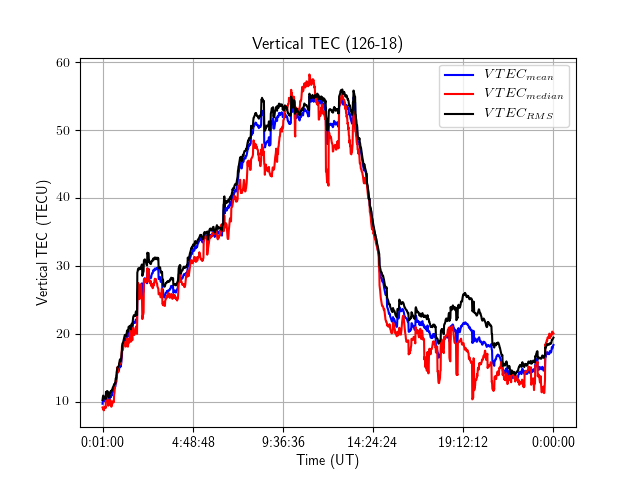 Vertical TEC (126-18)
VTEC_mean
VTEC_median
VTEC_RMS
Vertical TEC (TECU)
60
50
40
30
20
10
0:01:00 4:48:48 9:36:36 14:24:24 19:12:12 0:00:00
Time (UT)